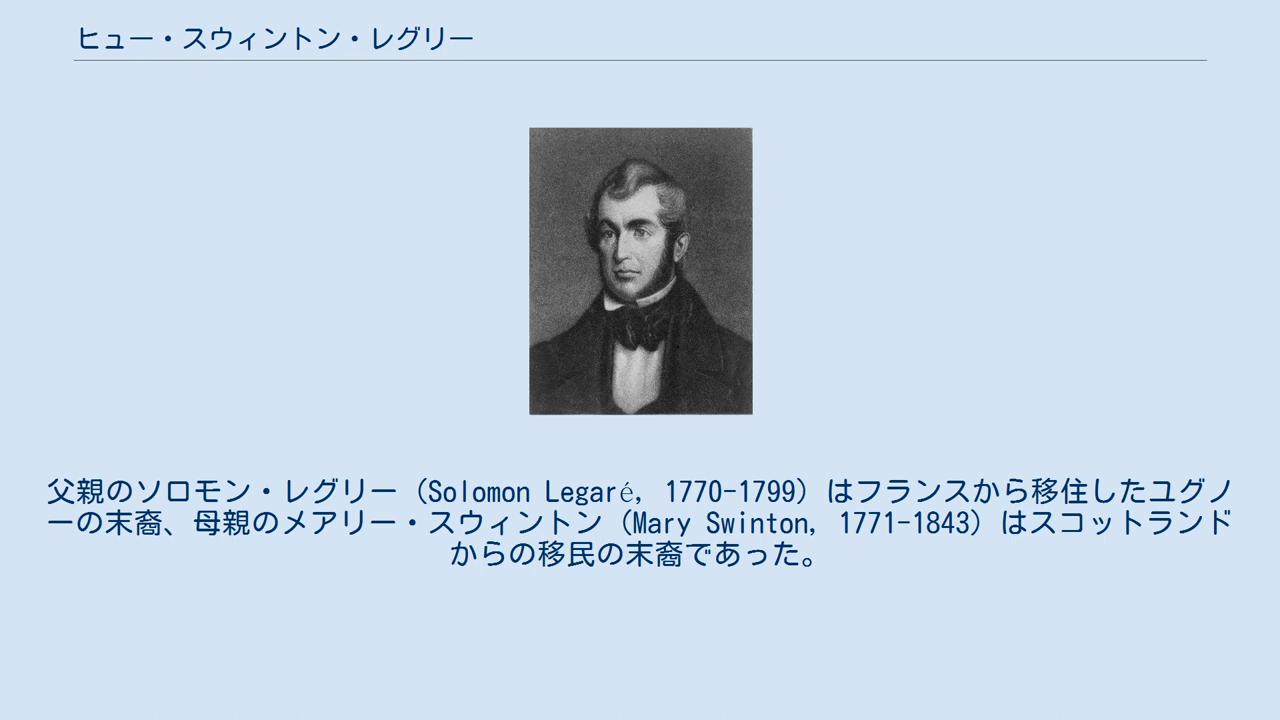 ヒュー・スウィントン・レグリー
父親のソロモン・レグリー（Solomon Legaré, 1770-1799）はフランスから移住したユグノ
ーの末裔、母親のメアリー・スウィントン（Mary Swinton, 1771-1843）はスコットランド
からの移民の末裔であった。